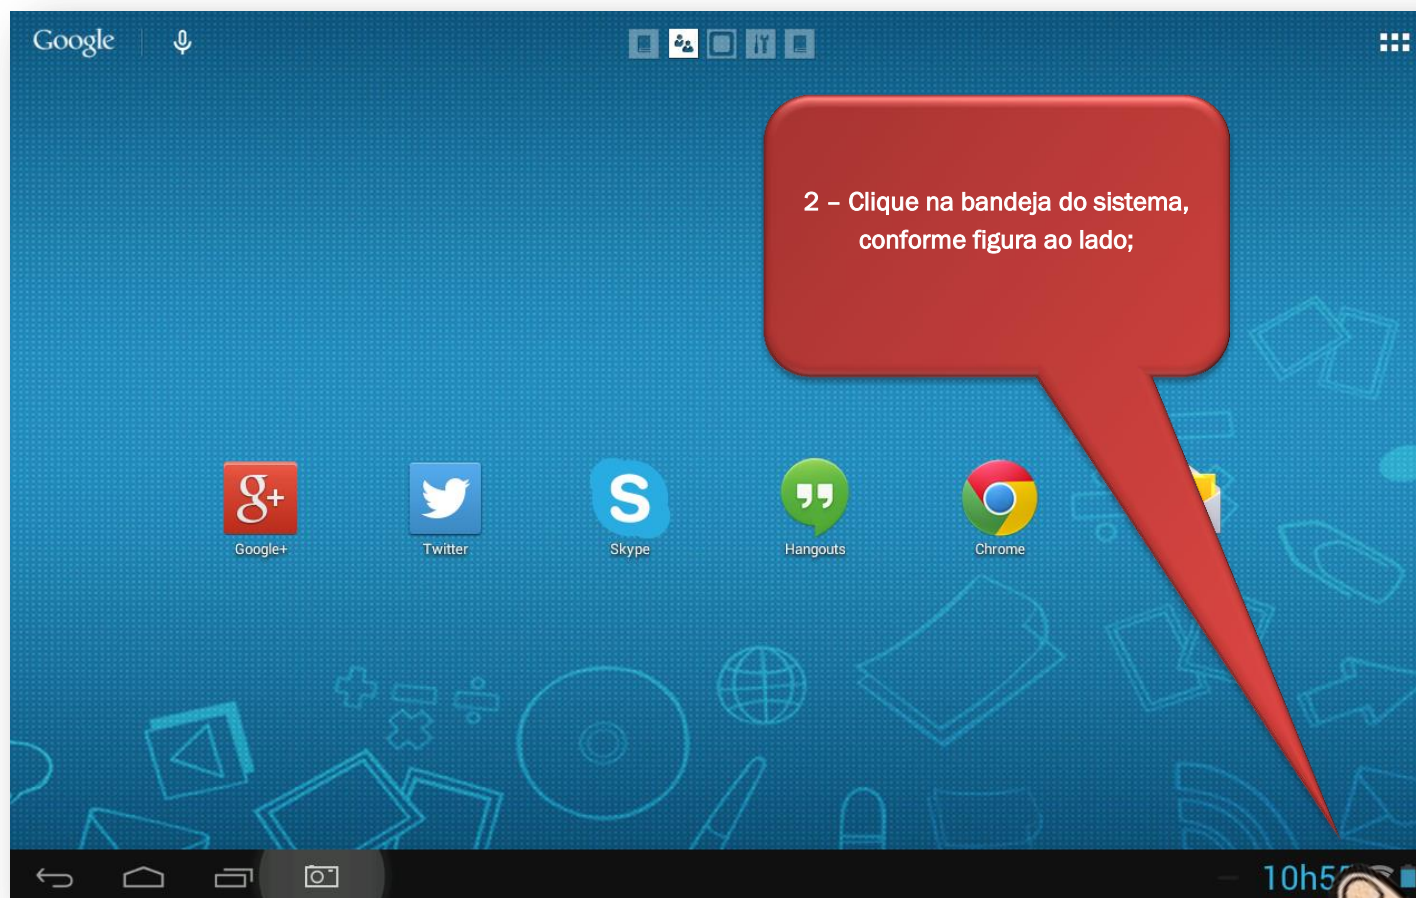 Google
2 – Clique na bandeja do sistema,
conforme figura ao lado;
Google+
Twitter
Skype
Hangouts
Chrome